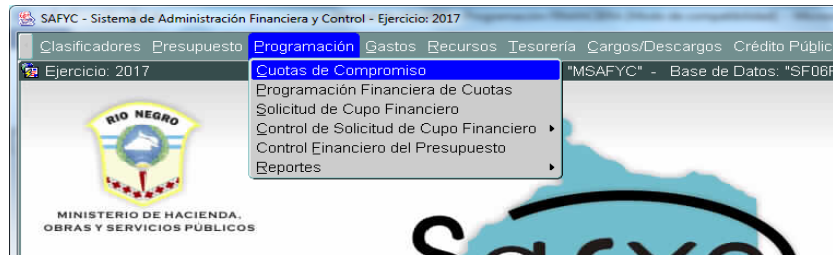 SAFYC - Sistema de Administración Financiera y Control - Ejercicio: 2017
Clasificadores Presupuesto Programación Gastos Recursos Tesorería Cargos/Descargos Crédito Públic
Ejercicio: 2017 "MSAFYC" - Base de Datos: "SF06F
Cuotas de Compromiso
Programación Financiera de Cuotas
Solicitud de Cupo Financiero
Control de Solicitud de Cupo Financiero
Control Financiero del Presupuesto
Reportes
RIO NEGRO
MINISTERIO DE HACIENDA,
OBRAS Y SERVICIOS PÚBLICOS